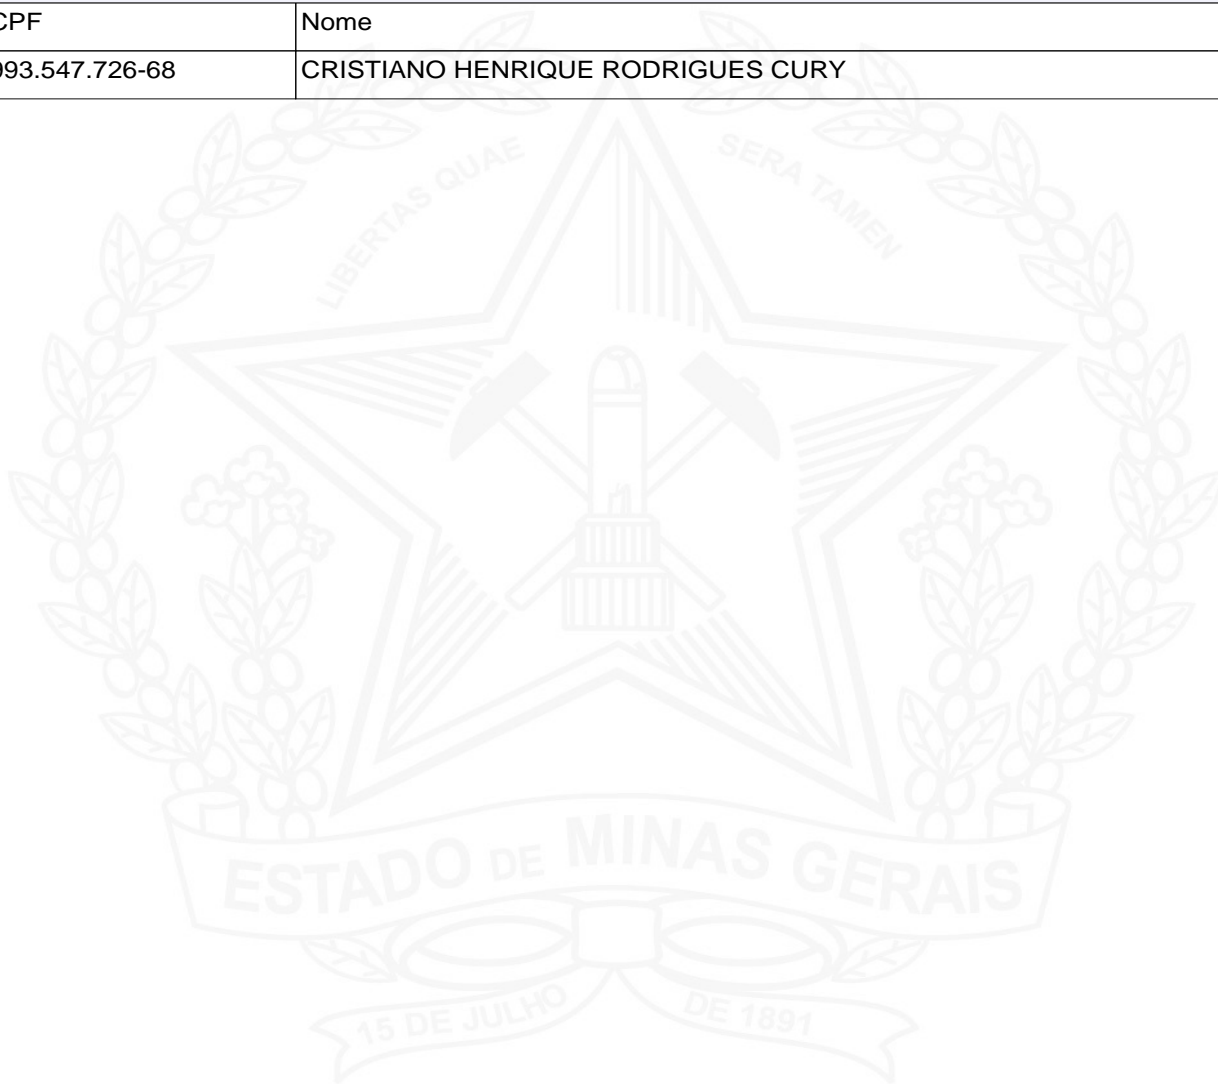 CPF Nome
993.547.726-68 CRISTIANO HENRIQUE RODRIGUES CURY
LIBERTAS QUAE SERA TAMEN
ESTADO DE MINAS GERAIS
15 DE JULHO DE 1891